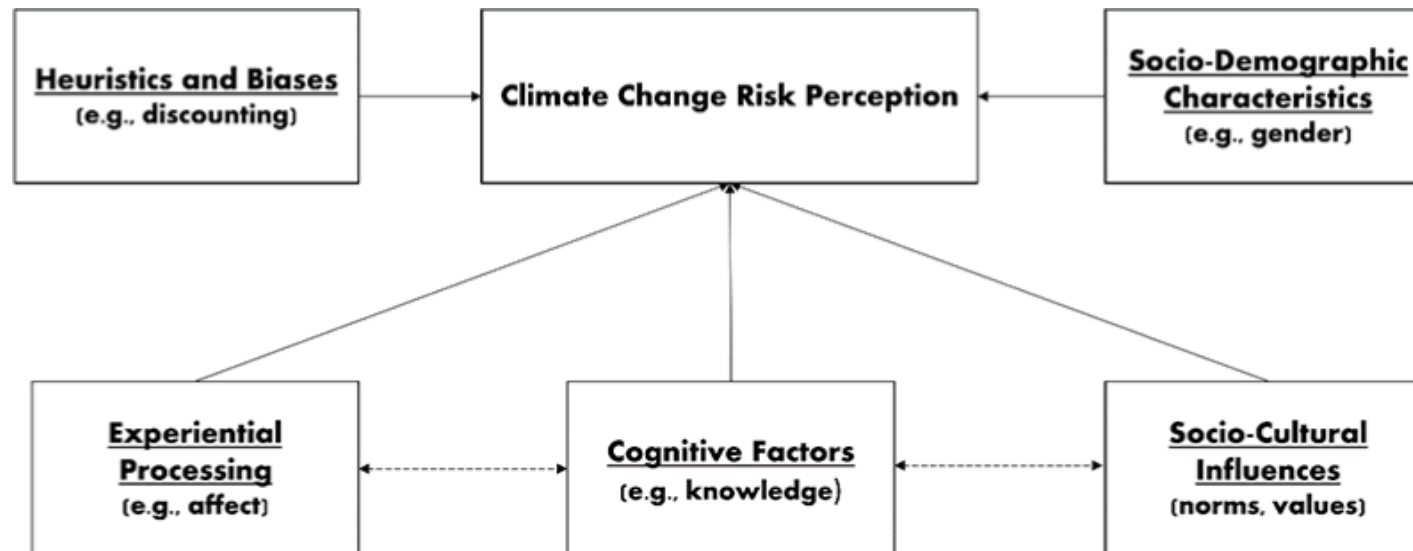 Heuristics and Biases
(e.g., discounting)
Climate Change Risk Perception
Socio-Demographic
Characteristics
(e.g., gender)
Experiential
Processing
(e.g., affect)
Cognitive Factors
(e.g., knowledge)
Socio-Cultural
Influences
(norms, values)